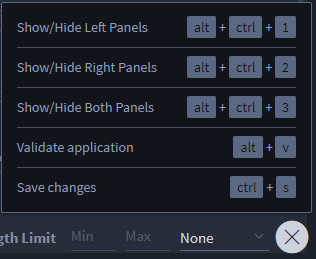 Show/Hide Left Panels alt + ctrl + 1
Show/Hide Right Panels alt + ctrl + 2
Show/Hide Both Panels alt + ctrl + 3
Validate application alt + v
Save changes ctrl + s
gth Limit Min Max None